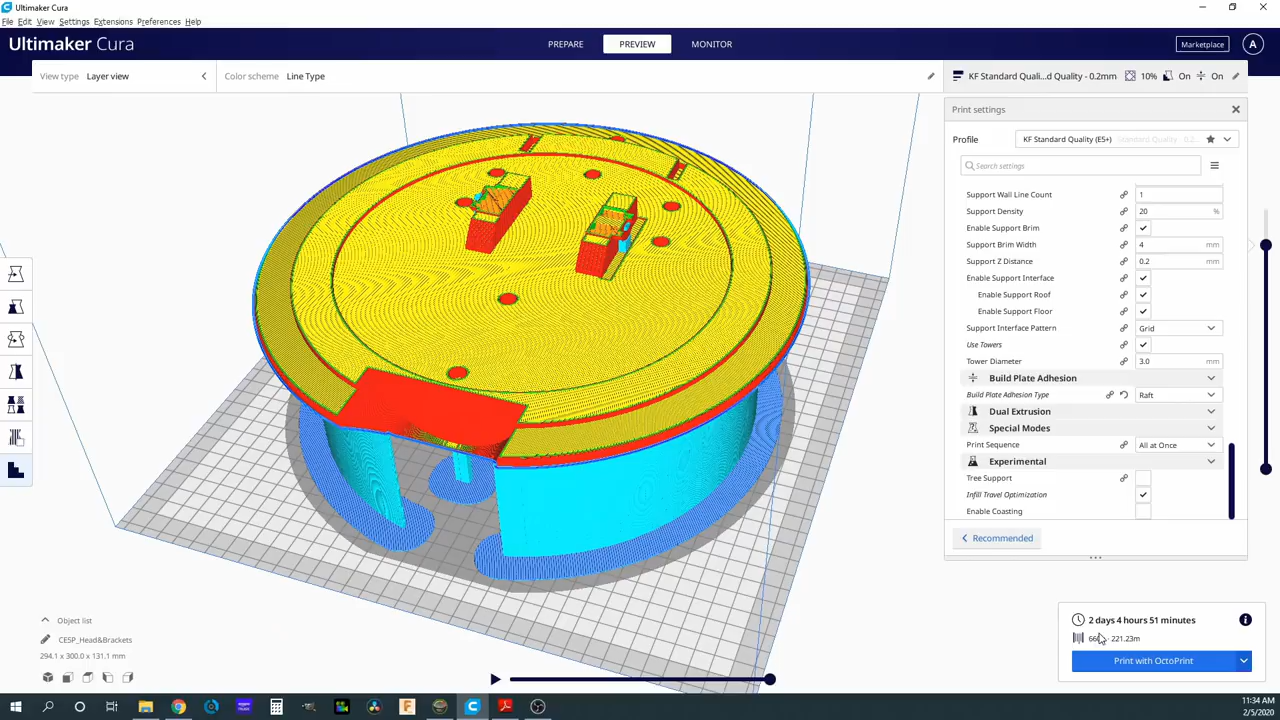 Ultimaker Cura
File Edit View Settings Extensions Preferences Help
Ultimaker Cura
PREPARE
PREVIEW
MONITOR
Marketplace
A
View type Layer view
Color scheme Line Type
KF Standard Quali...d Quality - 0.2mm
10%
On
On
Print settings
Profile
KF Standard Quality (E5+) Standard Quality - 0.2...
Search settings
Support Wall Line Count 1
Support Density 20 %
Enable Support Brim
Support Brim Width 4 mm
Support Z Distance 0.2 mm
Enable Support Interface
Enable Support Roof
Enable Support Floor
Support Interface Pattern Grid
Use Towers
Tower Diameter 3.0 mm
Build Plate Adhesion
Build Plate Adhesion Type Raft
Dual Extrusion
Special Modes
Print Sequence All at Once
Experimental
Tree Support
Infill Travel Optimization
Enable Coasting
Recommended
2 days 4 hours 51 minutes
221.23m
Print with OctoPrint
Object list
CESP_Head&Brackets
294.1 x 300.0 x 131.1 mm
11:34 AM
2/5/2020